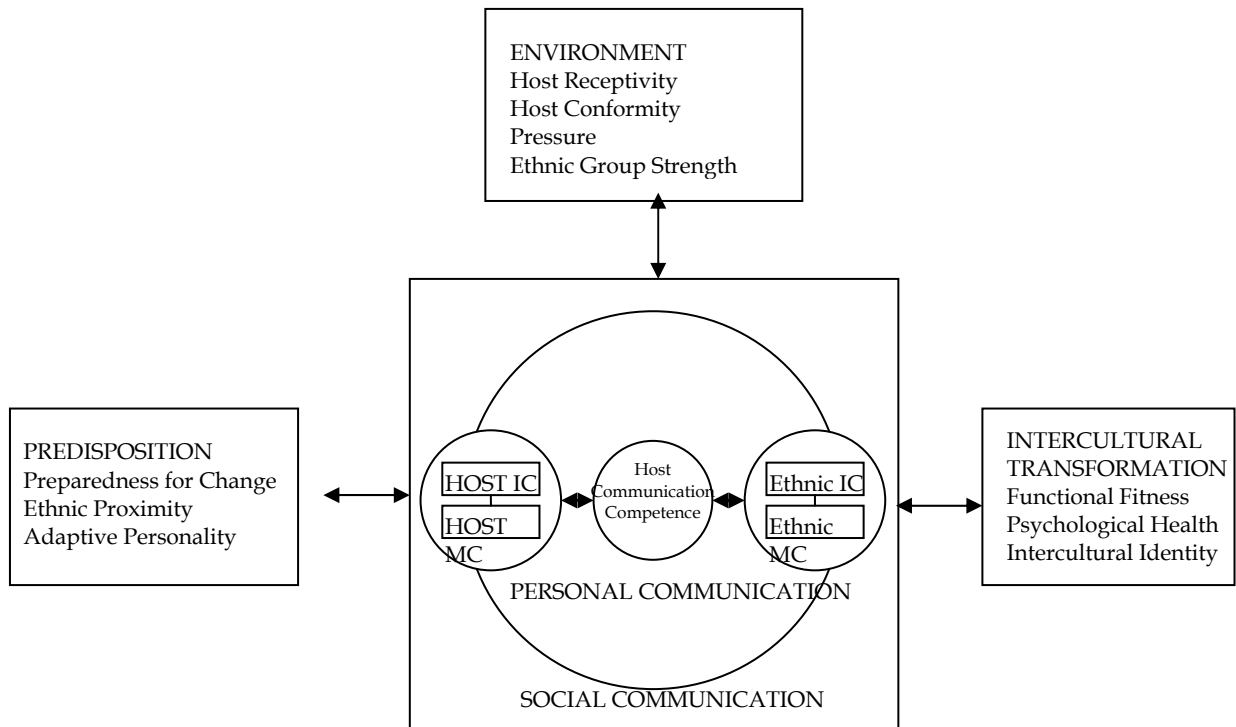 ENVIRONMENT
Host Receptivity
Host Conformity
Pressure
Ethnic Group Strength
PREDISPOSITION
Preparedness for Change
Ethnic Proximity
Adaptive Personality
HOST IC
HOST
MC
Host
Communication
Competence
Ethnic IC
Ethnic
MC
PERSONAL COMMUNICATION
SOCIAL COMMUNICATION
INTERCULTURAL
TRANSFORMATION
Functional Fitness
Psychological Health
Intercultural Identity